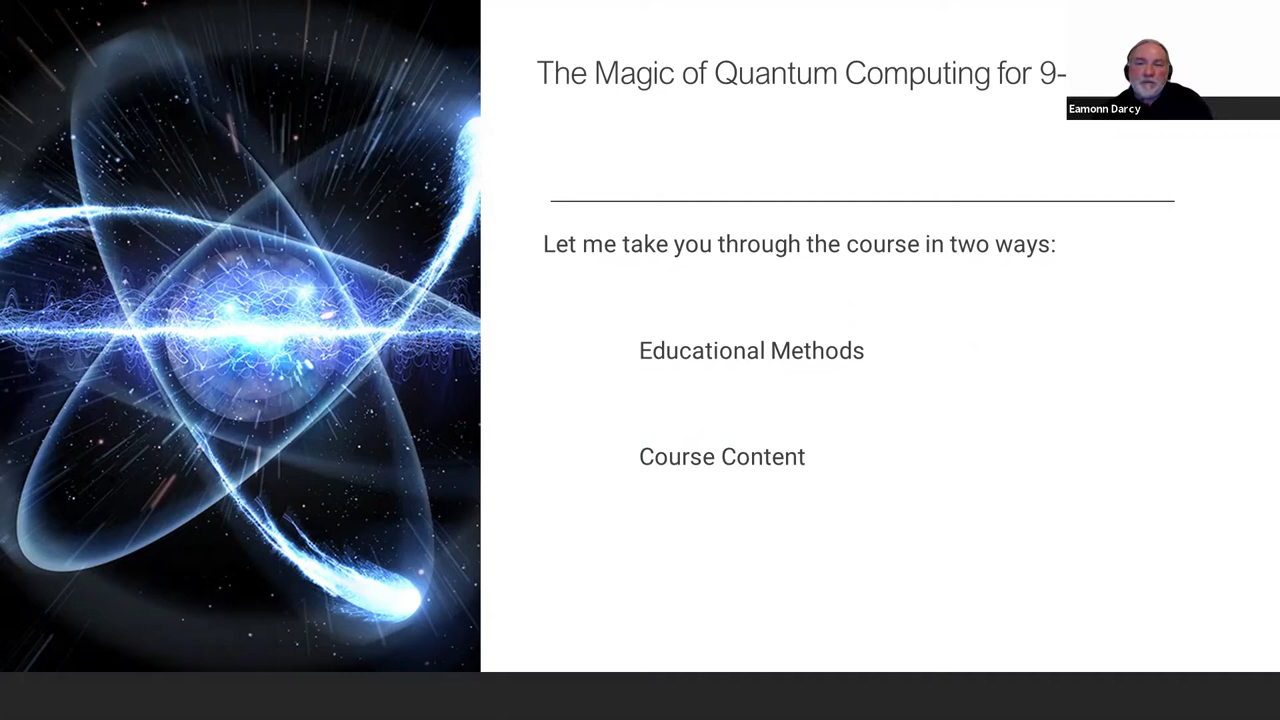 The Magic of Quantum Computing for 9-
Eamonn Darcy
Let me take you through the course in two ways:
Educational Methods
Course Content